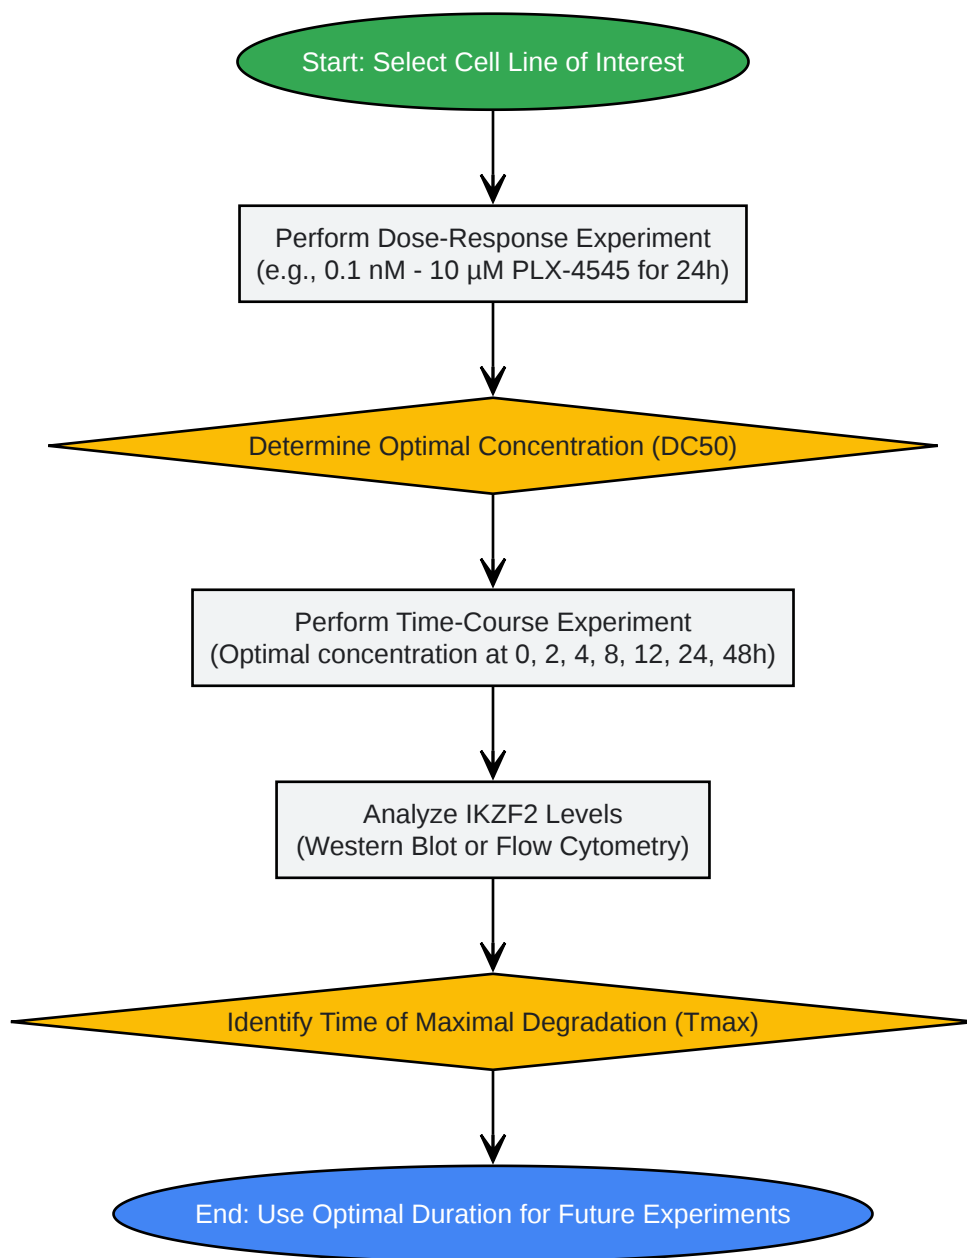 Start: Select Cell Line of Interest
Perform Dose-Response Experiment
(e.g., 0.1 nM - 10 µM PLX-4545 for 24h)
Determine Optimal Concentration (DC50)
Perform Time-Course Experiment
(Optimal concentration at 0, 2, 4, 8, 12, 24, 48h)
Analyze IKZF2 Levels
(Western Blot or Flow Cytometry)
Identify Time of Maximal Degradation (Tmax)
End: Use Optimal Duration for Future Experiments